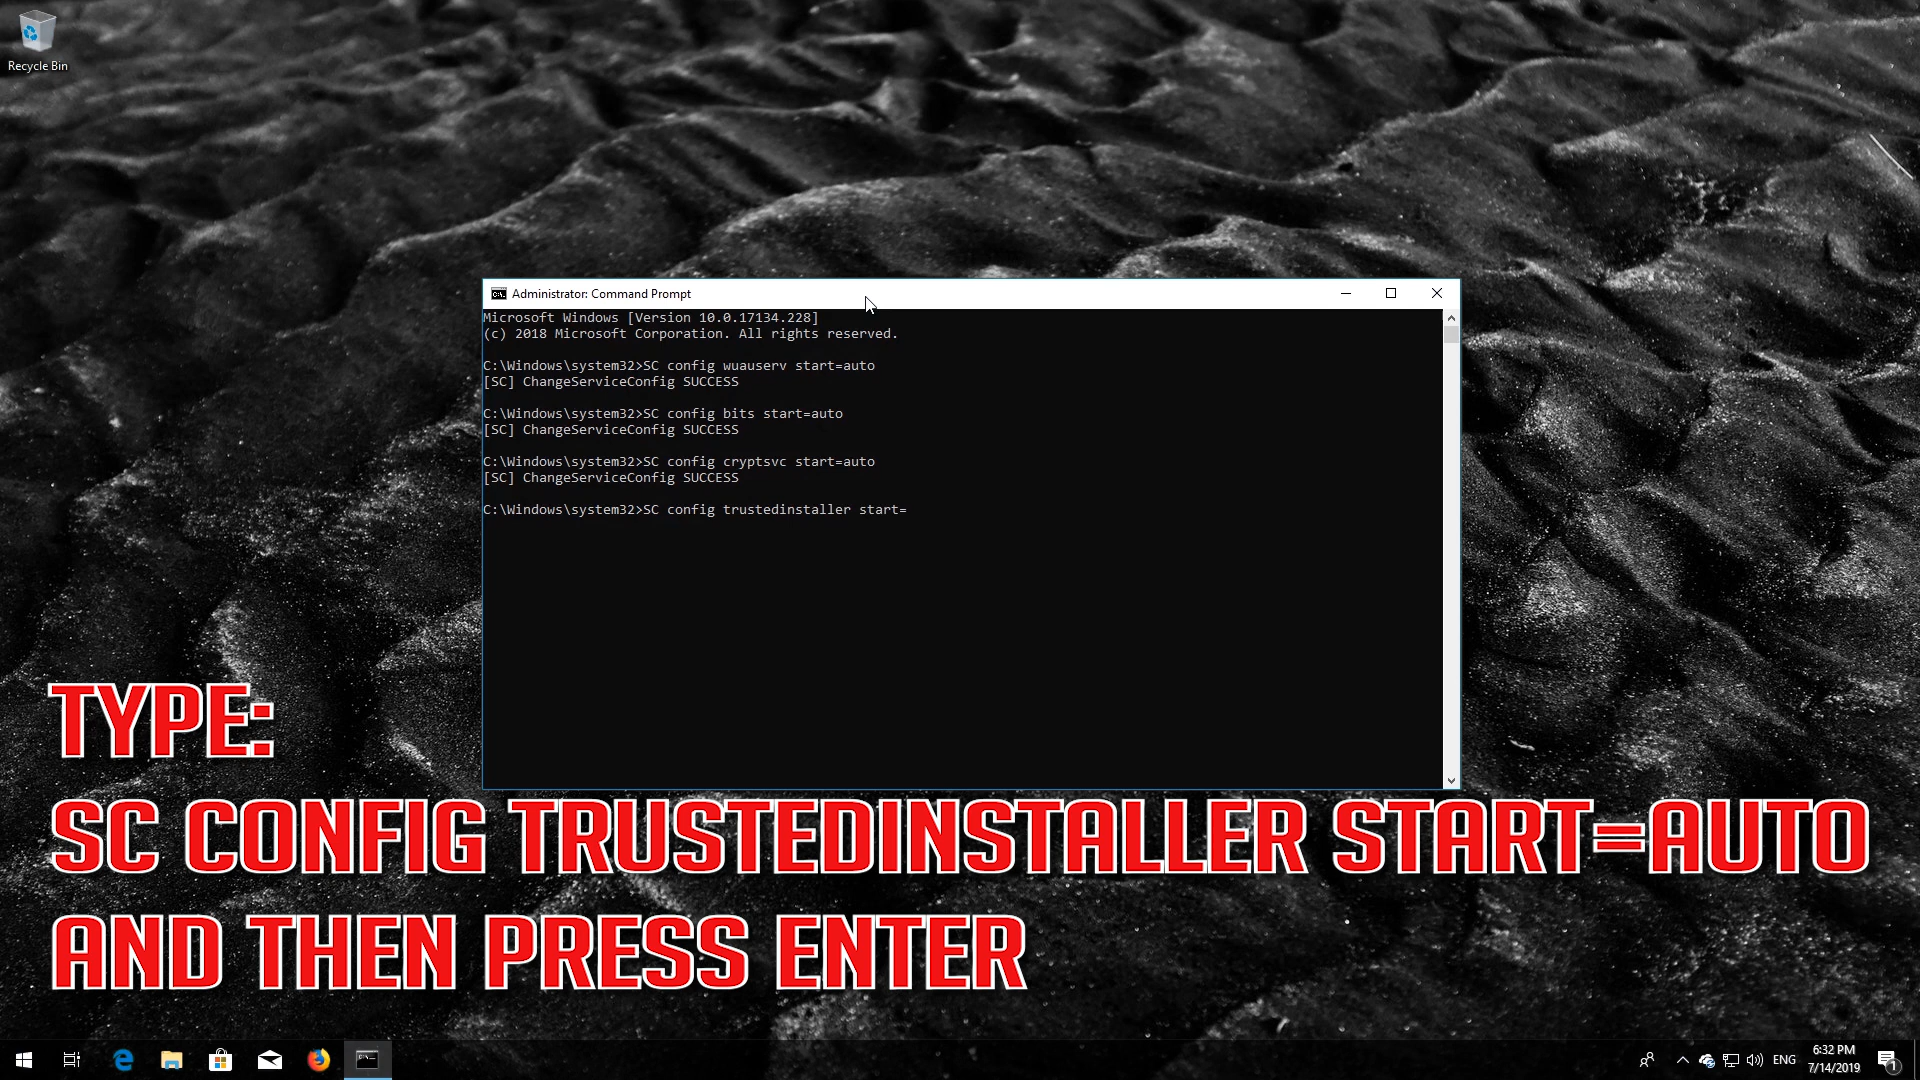 Recycle Bin
Administrator: Command Prompt
Microsoft Windows [Version 10.0.17134.228]
(c) 2018 Microsoft Corporation. All rights reserved.
C:\Windows\system32>SC config wuauserv start=auto
[SC] ChangeServiceConfig SUCCESS
C:\Windows\system32>SC config bits start=auto
[SC] ChangeServiceConfig SUCCESS
C:\Windows\system32>SC config cryptsvc start=auto
[SC] ChangeServiceConfig SUCCESS
C:\Windows\system32>SC config trustedinstaller start=
TYPE:
SC CONFIG TRUSTEDINSTALLER START=AUTO
AND THEN PRESS ENTER
ENG
6:32 PM
7/14/2019
1